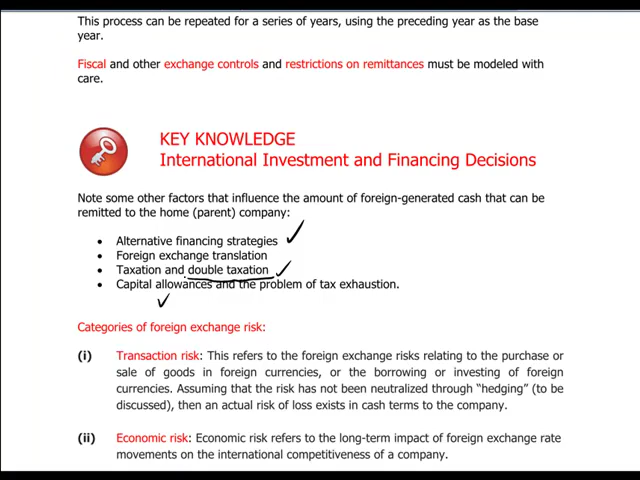 This process can be repeated for a series of years, using the preceding year as the base
year.
Fiscal and other exchange controls and restrictions on remittances must be modeled with
care.
KEY KNOWLEDGE
International Investment and Financing Decisions
Note some other factors that influence the amount of foreign-generated cash that can be
remitted to the home (parent) company:
• Alternative financing strategies
• Foreign exchange translation
• Taxation and double taxation
• Capital allowances and the problem of tax exhaustion.
Categories of foreign exchange risk:
(i) Transaction risk: This refers to the foreign exchange risks relating to the purchase or
sale of goods in foreign currencies, or the borrowing or investing of foreign
currencies. Assuming that the risk has not been neutralized through “hedging” (to be
discussed), then an actual risk of loss exists in cash terms to the company.
(ii) Economic risk: Economic risk refers to the long-term impact of foreign exchange rate
movements on the international competitiveness of a company.